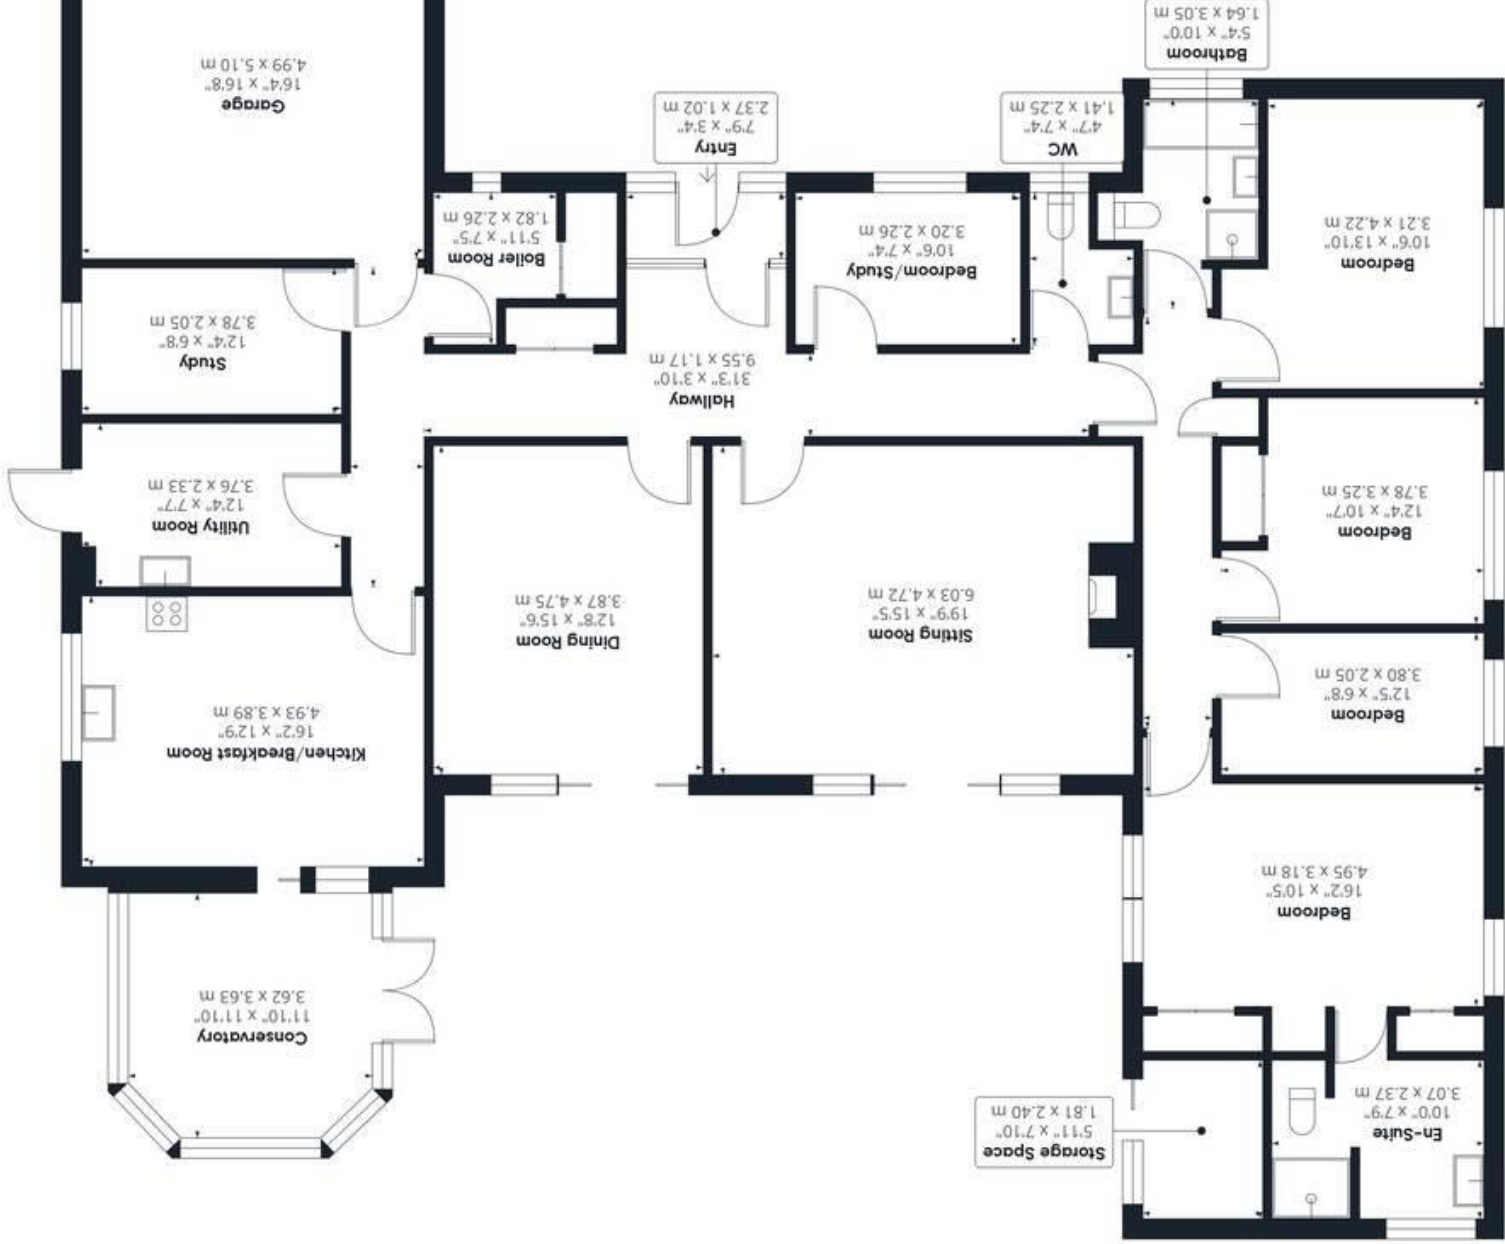 En-Suite
10'0" x 7'9"
3.07 x 2.37 m
Storage Space
5'11" x 7'10"
1.81 x 2.40 m
Conservatory
11'10" x 11'10"
3.62 x 3.63 m
Bedroom
16'2" x 10'5"
4.95 x 3.18 m
Kitchen/Breakfast Room
16'2" x 12'9"
4.93 x 3.89 m
Bedroom
12'5" x 6'8"
3.80 x 2.05 m
Sitting Room
19'9" x 15'5"
6.03 x 4.72 m
Dining Room
12'8" x 15'6"
3.87 x 4.75 m
Bedroom
12'4" x 10'7"
3.78 x 3.25 m
Utility Room
12'4" x 7'7"
3.76 x 2.33 m
Hallway
31'3" x 3'10"
9.55 x 1.17 m
Study
12'4" x 6'8"
3.78 x 2.05 m
Bedroom
10'6" x 13'10"
3.21 x 4.22 m
Bedroom/Study
10'6" x 7'4"
3.20 x 2.26 m
Boiler Room
5'11" x 7'5"
1.82 x 2.26 m
WC
4'7" x 7'4"
1.41 x 2.25 m
Entry
7'9" x 3'4"
2.37 x 1.02 m
Garage
16'4" x 16'8"
4.99 x 5.10 m
Bathroom
5'4" x 10'0"
1.64 x 3.05 m